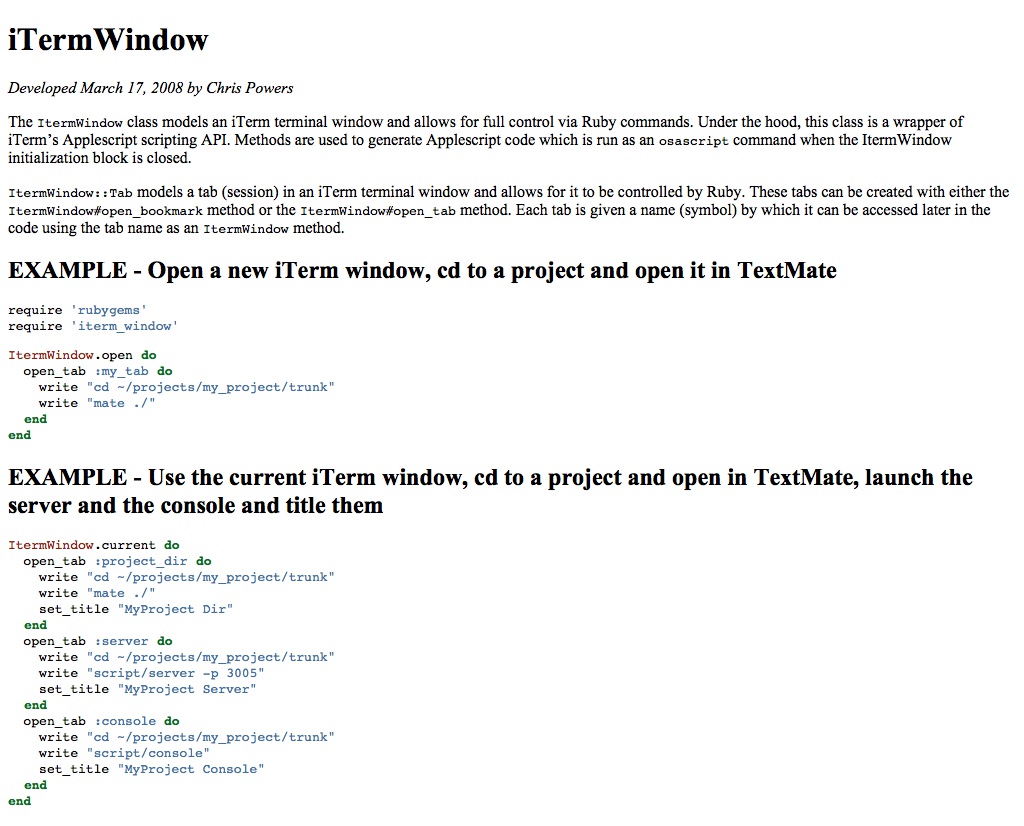 iTermWindow
Developed March 17, 2008 by Chris Powers
The ItermWindow class models an iTerm terminal window and allows for full control via Ruby commands. Under the hood, this class is a wrapper of
iTerm’s Applescript scripting API. Methods are used to generate Applescript code which is run as an osascript command when the ItermWindow
initialization block is closed.
ItermWindow::Tab models a tab (session) in an iTerm terminal window and allows for it to be controlled by Ruby. These tabs can be created with either the
ItermWindow#open_bookmark method or the ItermWindow#open_tab method. Each tab is given a name (symbol) by which it can be accessed later in the
code using the tab name as an ItermWindow method.
EXAMPLE - Open a new iTerm window, cd to a project and open it in TextMate
require 'rubygems'
require 'iterm_window'
ItermWindow.open do
  open_tab :my_tab do
    write "cd ~/projects/my_project/trunk"
    write "mate ./"
  end
end
EXAMPLE - Use the current iTerm window, cd to a project and open in TextMate, launch the
server and the console and title them
ItermWindow.current do
  open_tab :project_dir do
    write "cd ~/projects/my_project/trunk"
    write "mate ./"
    set_title "MyProject Dir"
  end
  open_tab :server do
    write "cd ~/projects/my_project/trunk"
    write "script/server -p 3005"
    set_title "MyProject Server"
  end
  open_tab :console do
    write "cd ~/projects/my_project/trunk"
    write "script/console"
    set_title "MyProject Console"
  end
end